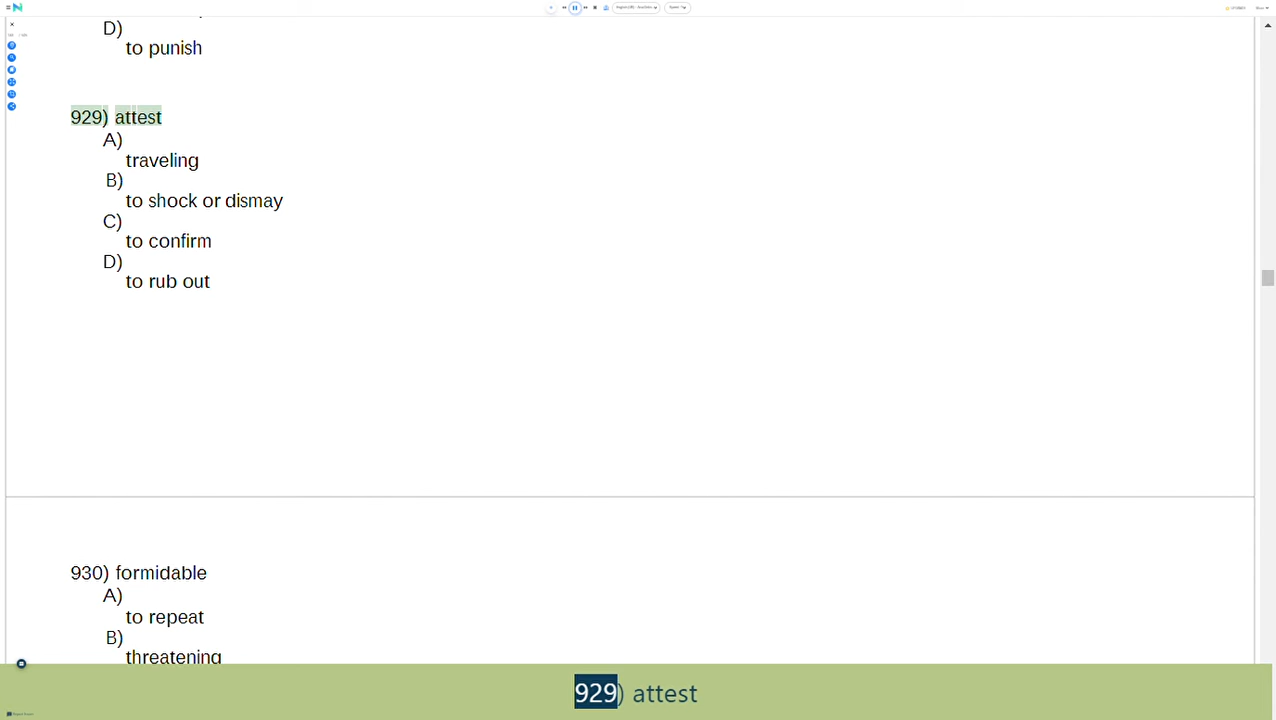 D)
to punish
929) attest
A)
traveling
B)
to shock or dismay
C)
to confirm
D)
to rub out
930) formidable
A)
to repeat
B)
threatening
929) attest